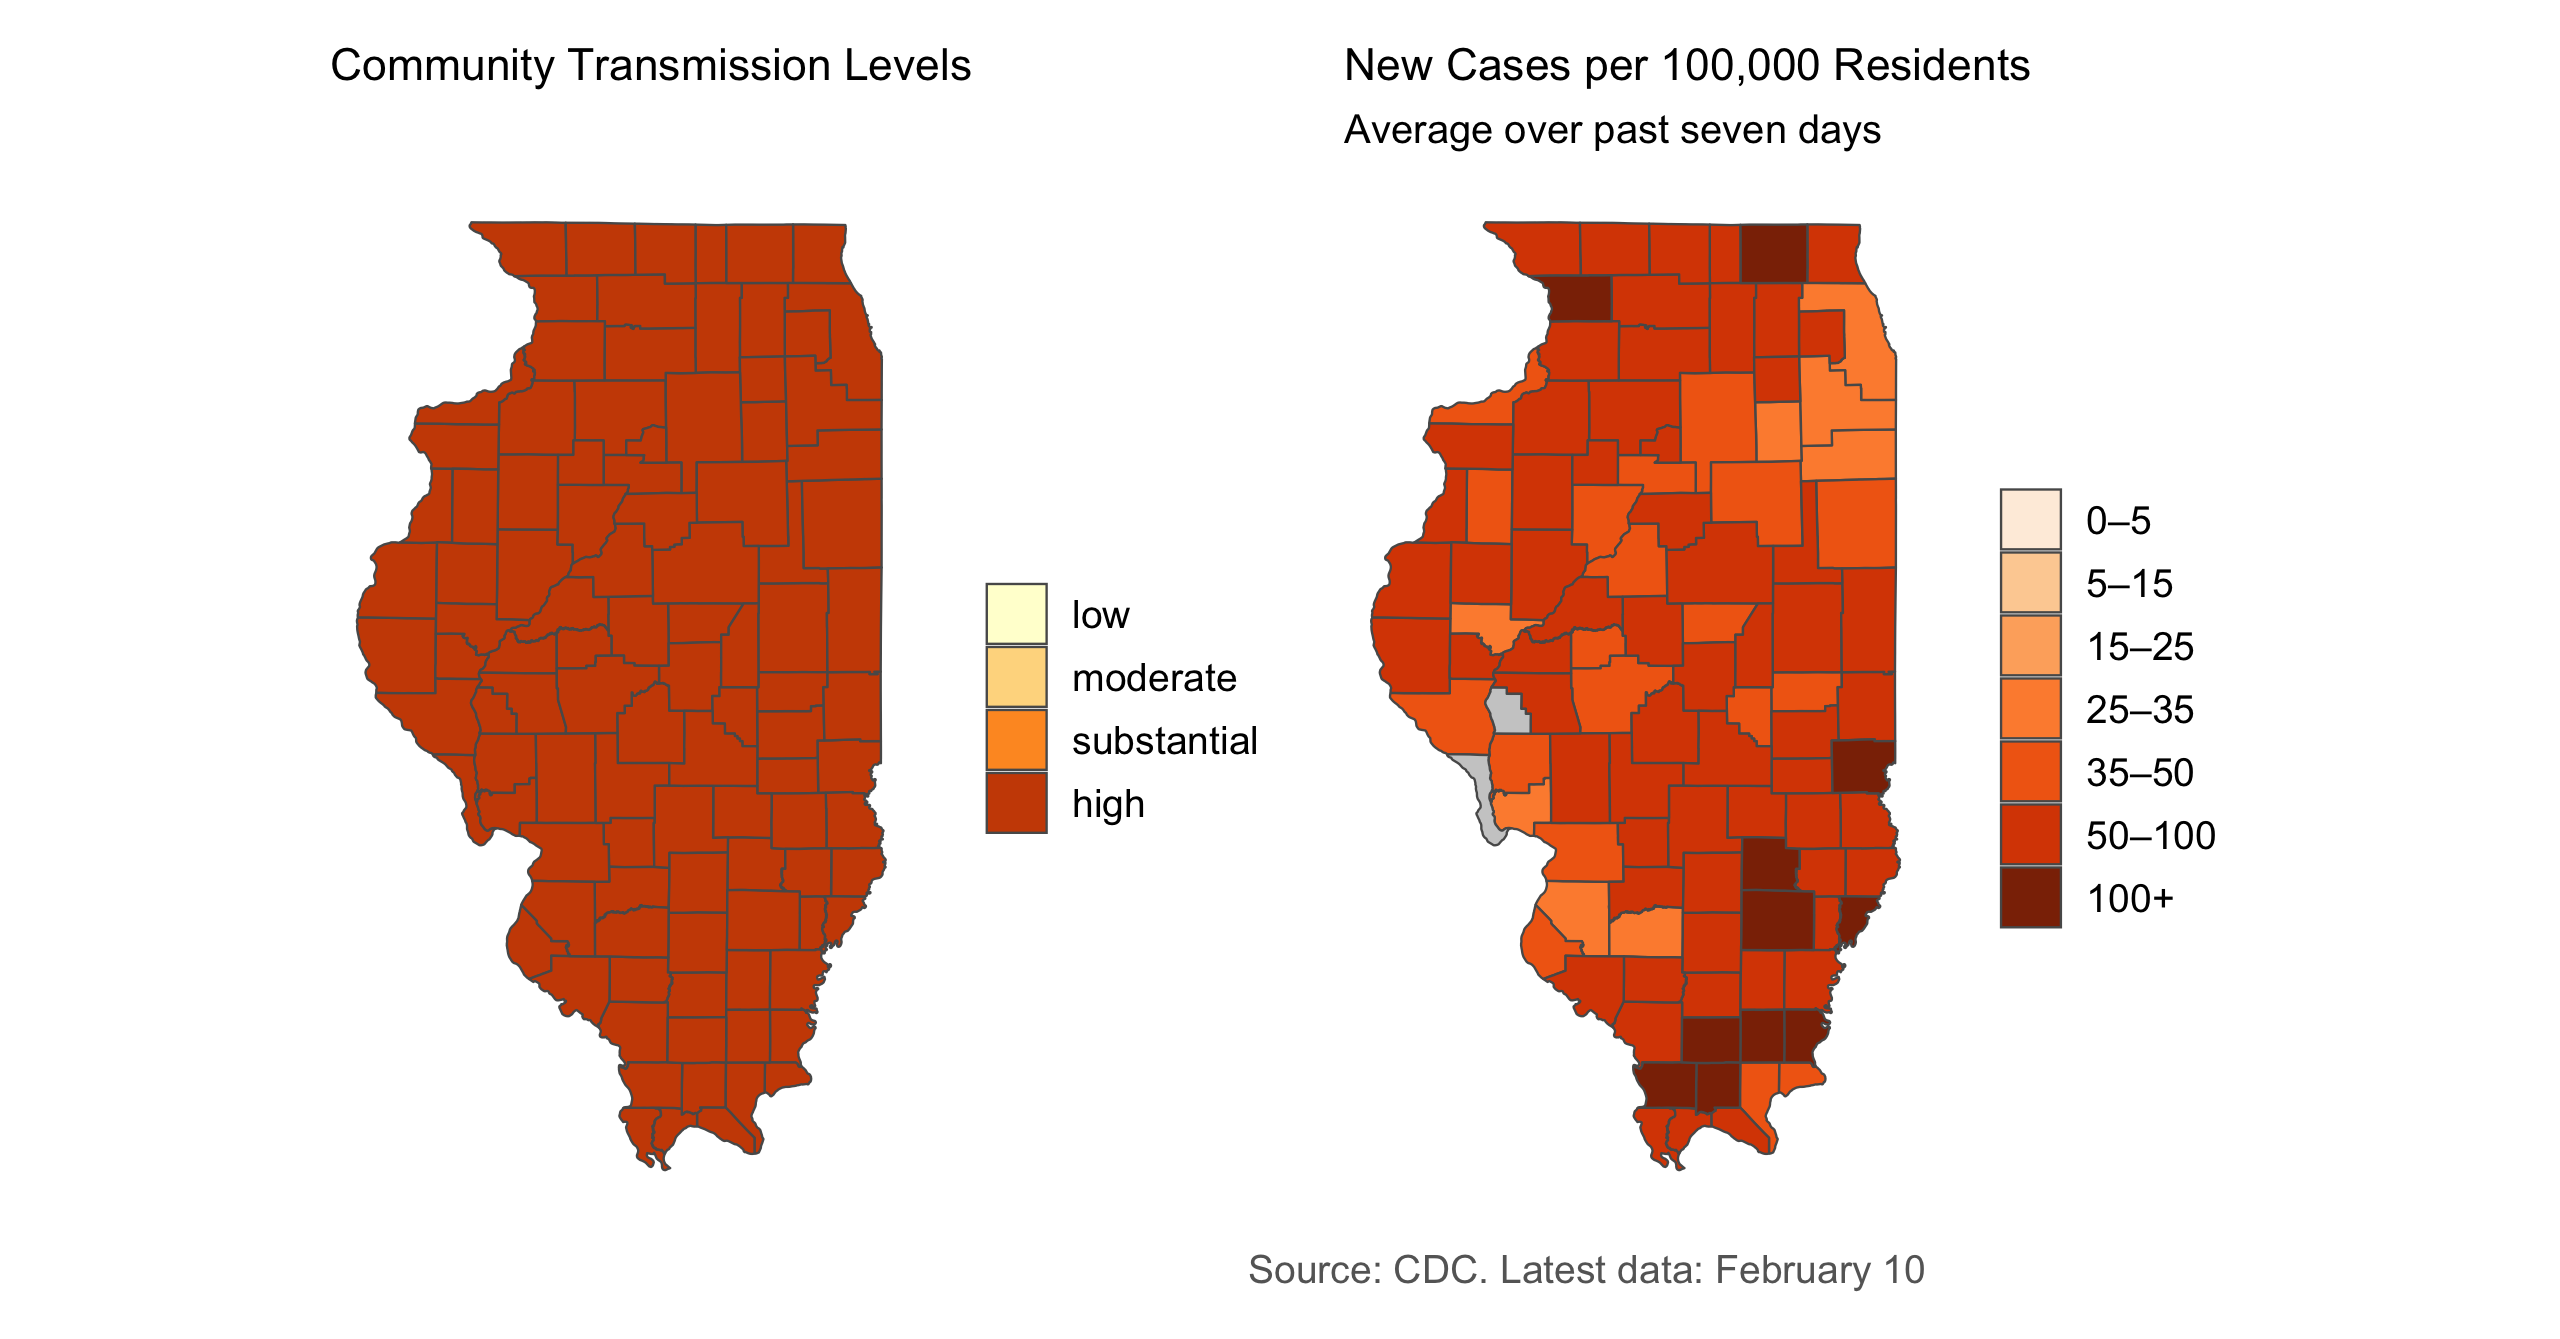 Community Transmission Levels
New Cases per 100,000 Residents
Average over past seven days
low
moderate
substantial
high
0–5
5–15
15–25
25–35
35–50
50–100
100+
Source: CDC. Latest data: February 10